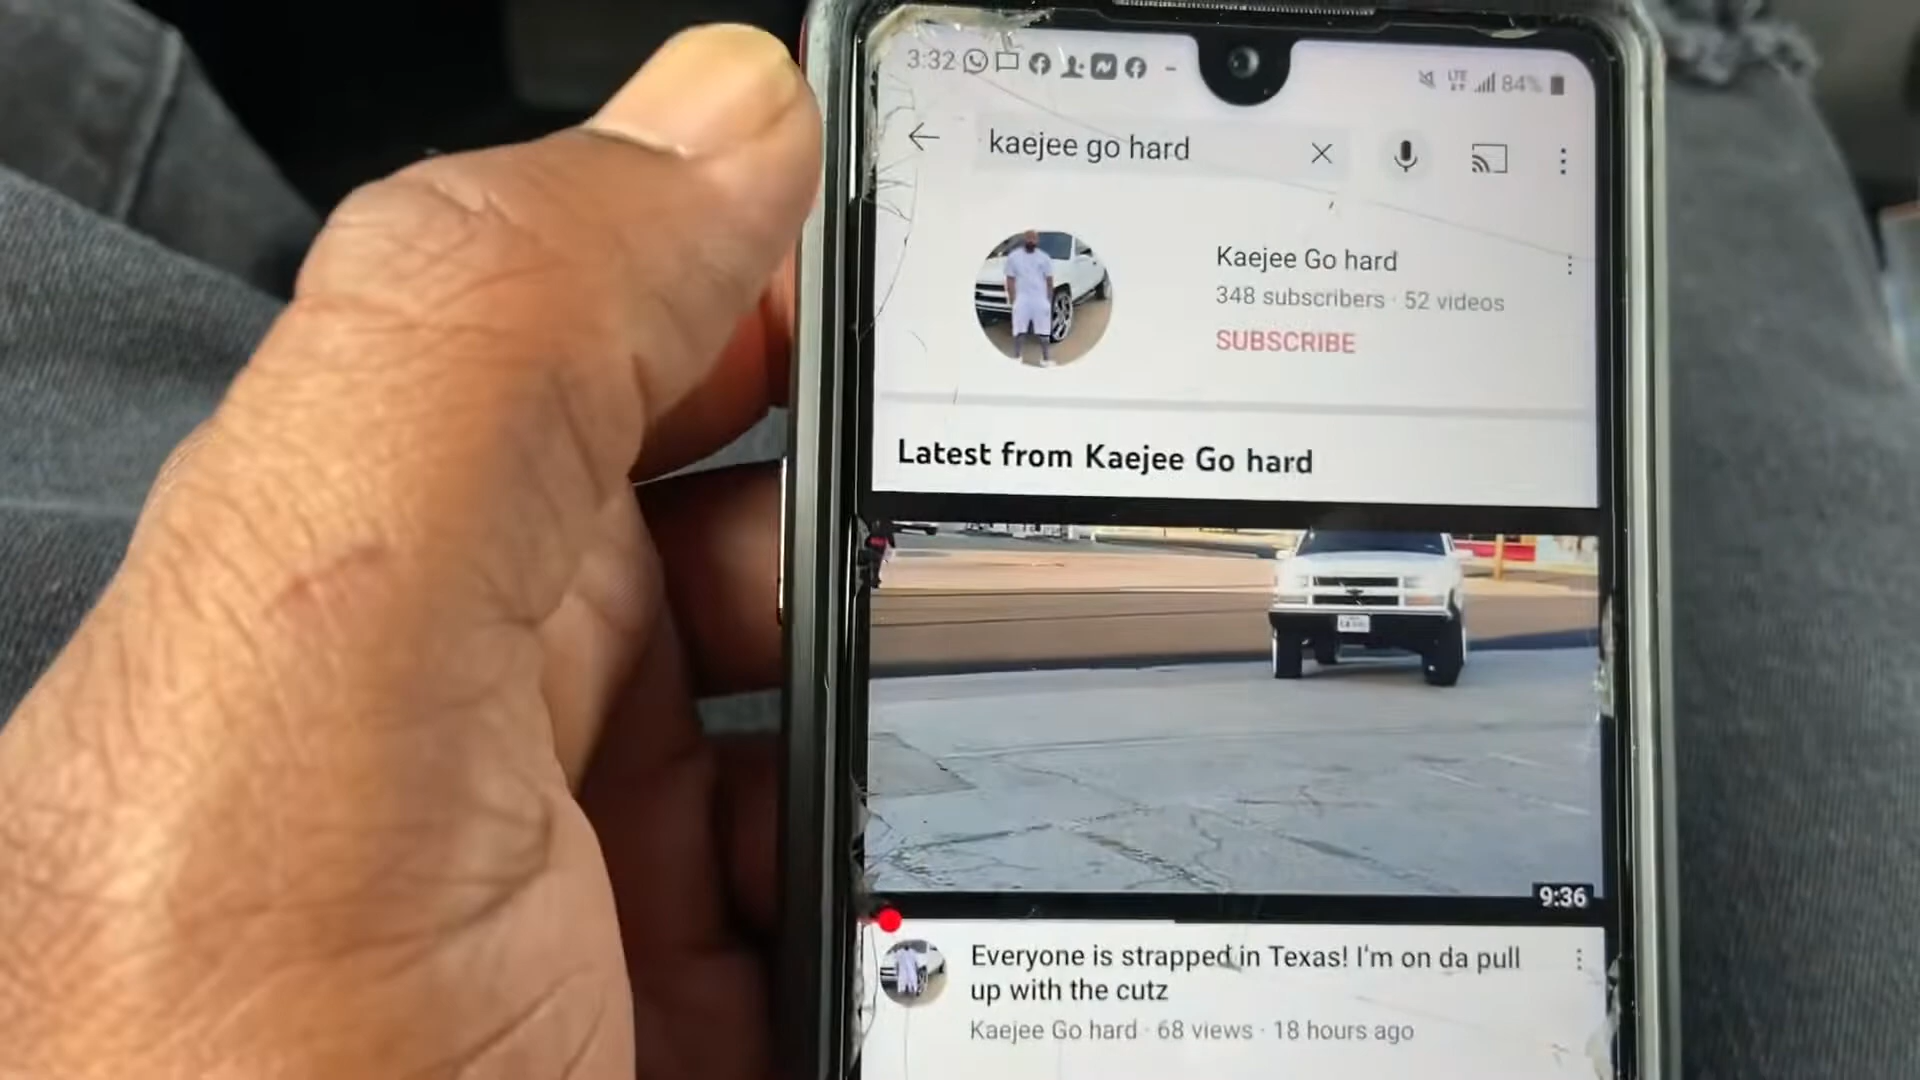 3:32
LTE 84%
kaejee go hard
Kaejee Go hard
348 subscribers · 52 videos
SUBSCRIBE
Latest from Kaejee Go hard
9:36
Everyone is strapped in Texas! I'm on da pull
up with the cutz
Kaejee Go hard · 68 views · 18 hours ago